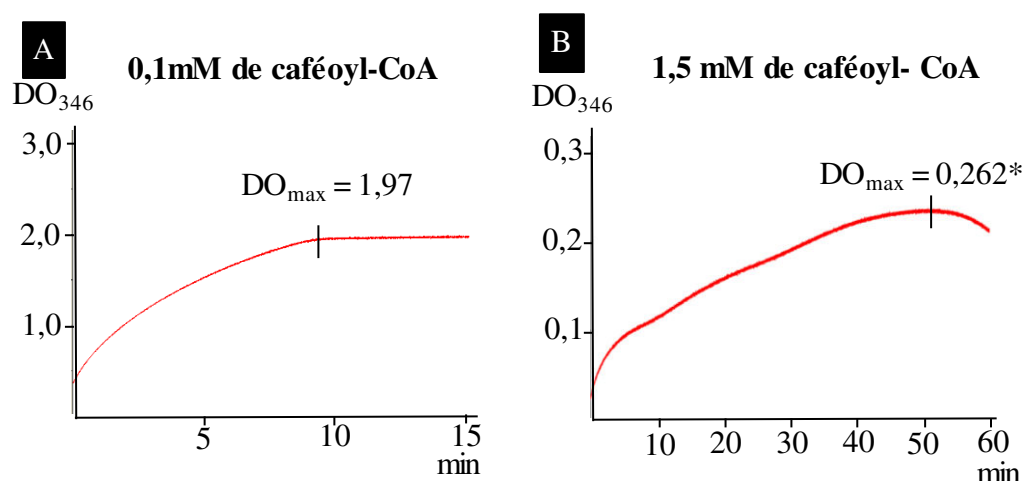 A
0,1mM de caféoyl-CoA
DO346
3,0
DOmax = 1,97
2,0
1,0
5
10
15
min
B
1,5 mM de caféoyl- CoA
DO346
0,3
DOmax = 0,262*
0,2
0,1
10
20
30
40
50
60
min